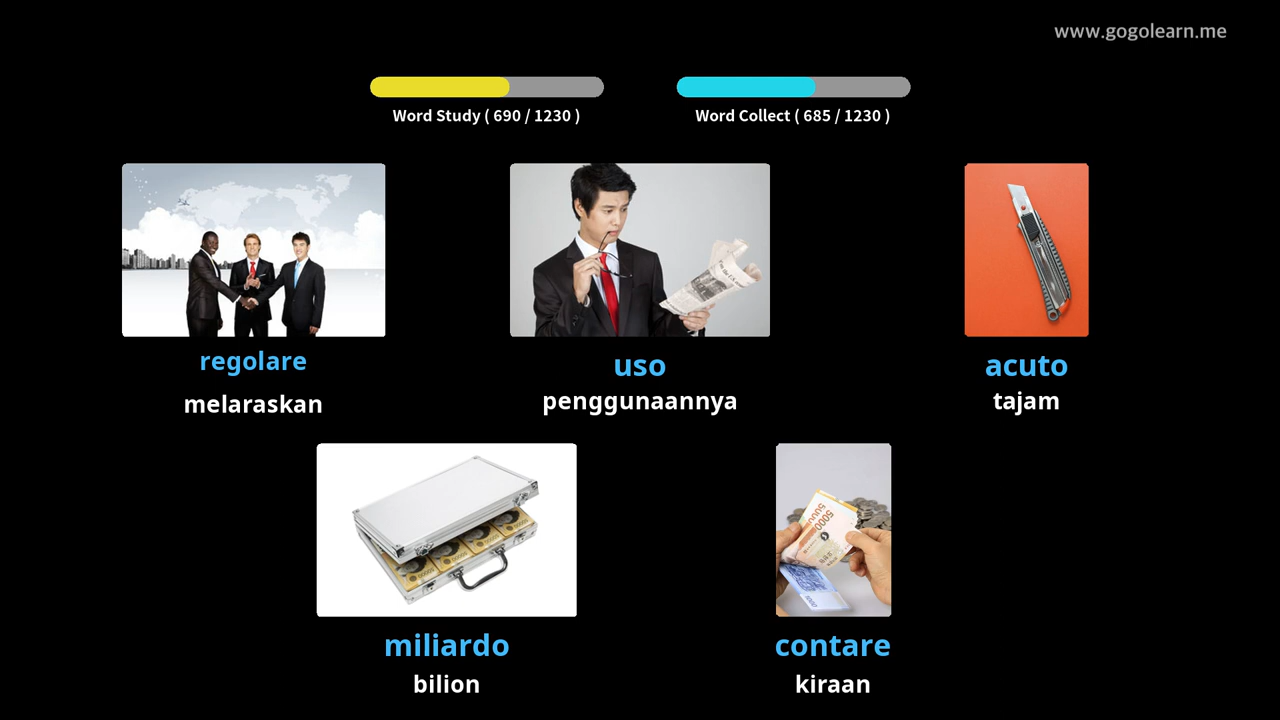 www.gogolearn.me
Word Study ( 690 / 1230 )
Word Collect ( 685 / 1230 )
regolare
melaraskan
uso
penggunaannya
acuto
tajam
miliardo
bilion
5000
contare
kiraan